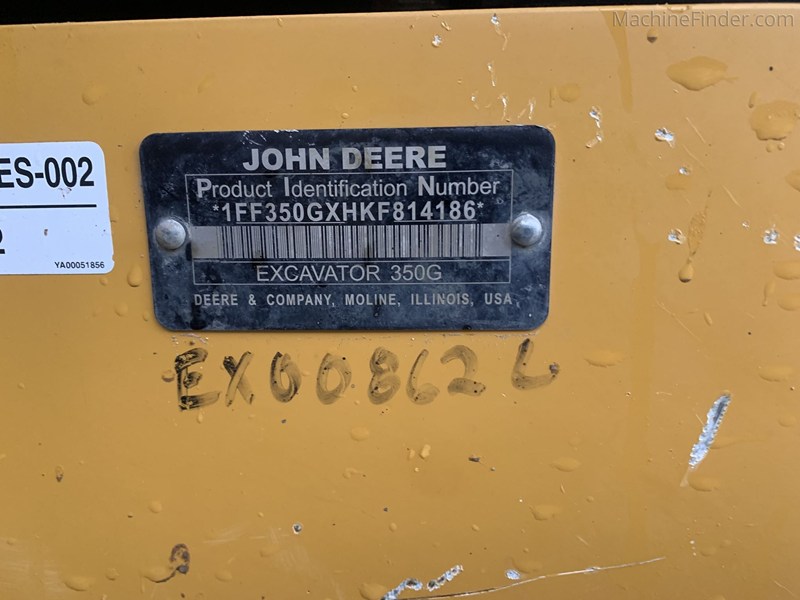 MachineFinder.com
ES-002
2
YA00051856
JOHN DEERE
Product Identification Number
*1FF350GXHKF814186*
EXCAVATOR 350G
DEERE & COMPANY, MOLINE, ILLINOIS, USA
EX00862L